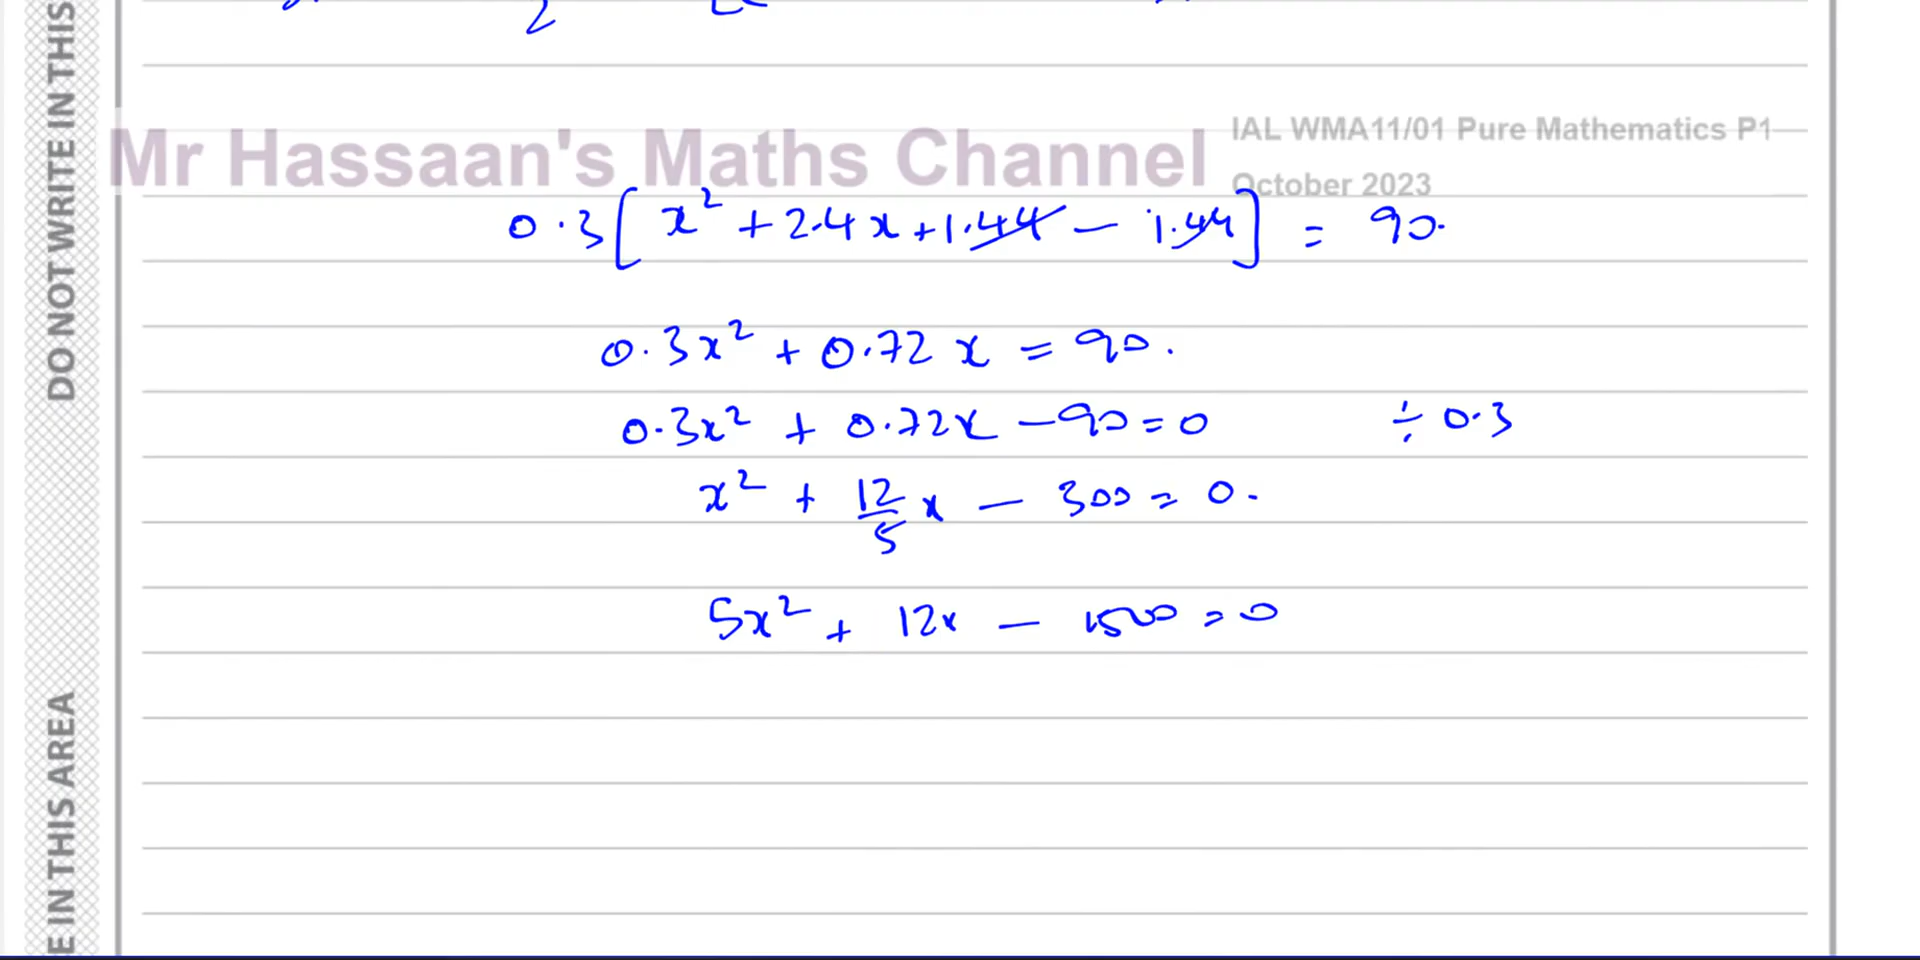 DO NOT WRITE IN THIS
Mr Hassaan's Maths Channel
IAL WMA11/01 Pure Mathematics P1
October 2023
0.3[x² + 2.4x + 1.44 - 1.44] = 90.
0.3x² + 0.72x = 90.
0.3x² + 0.72x - 90 = 0 ÷ 0.3
x² + 12/5 x - 300 = 0.
5x² + 12x - 1500 = 0
E IN THIS AREA